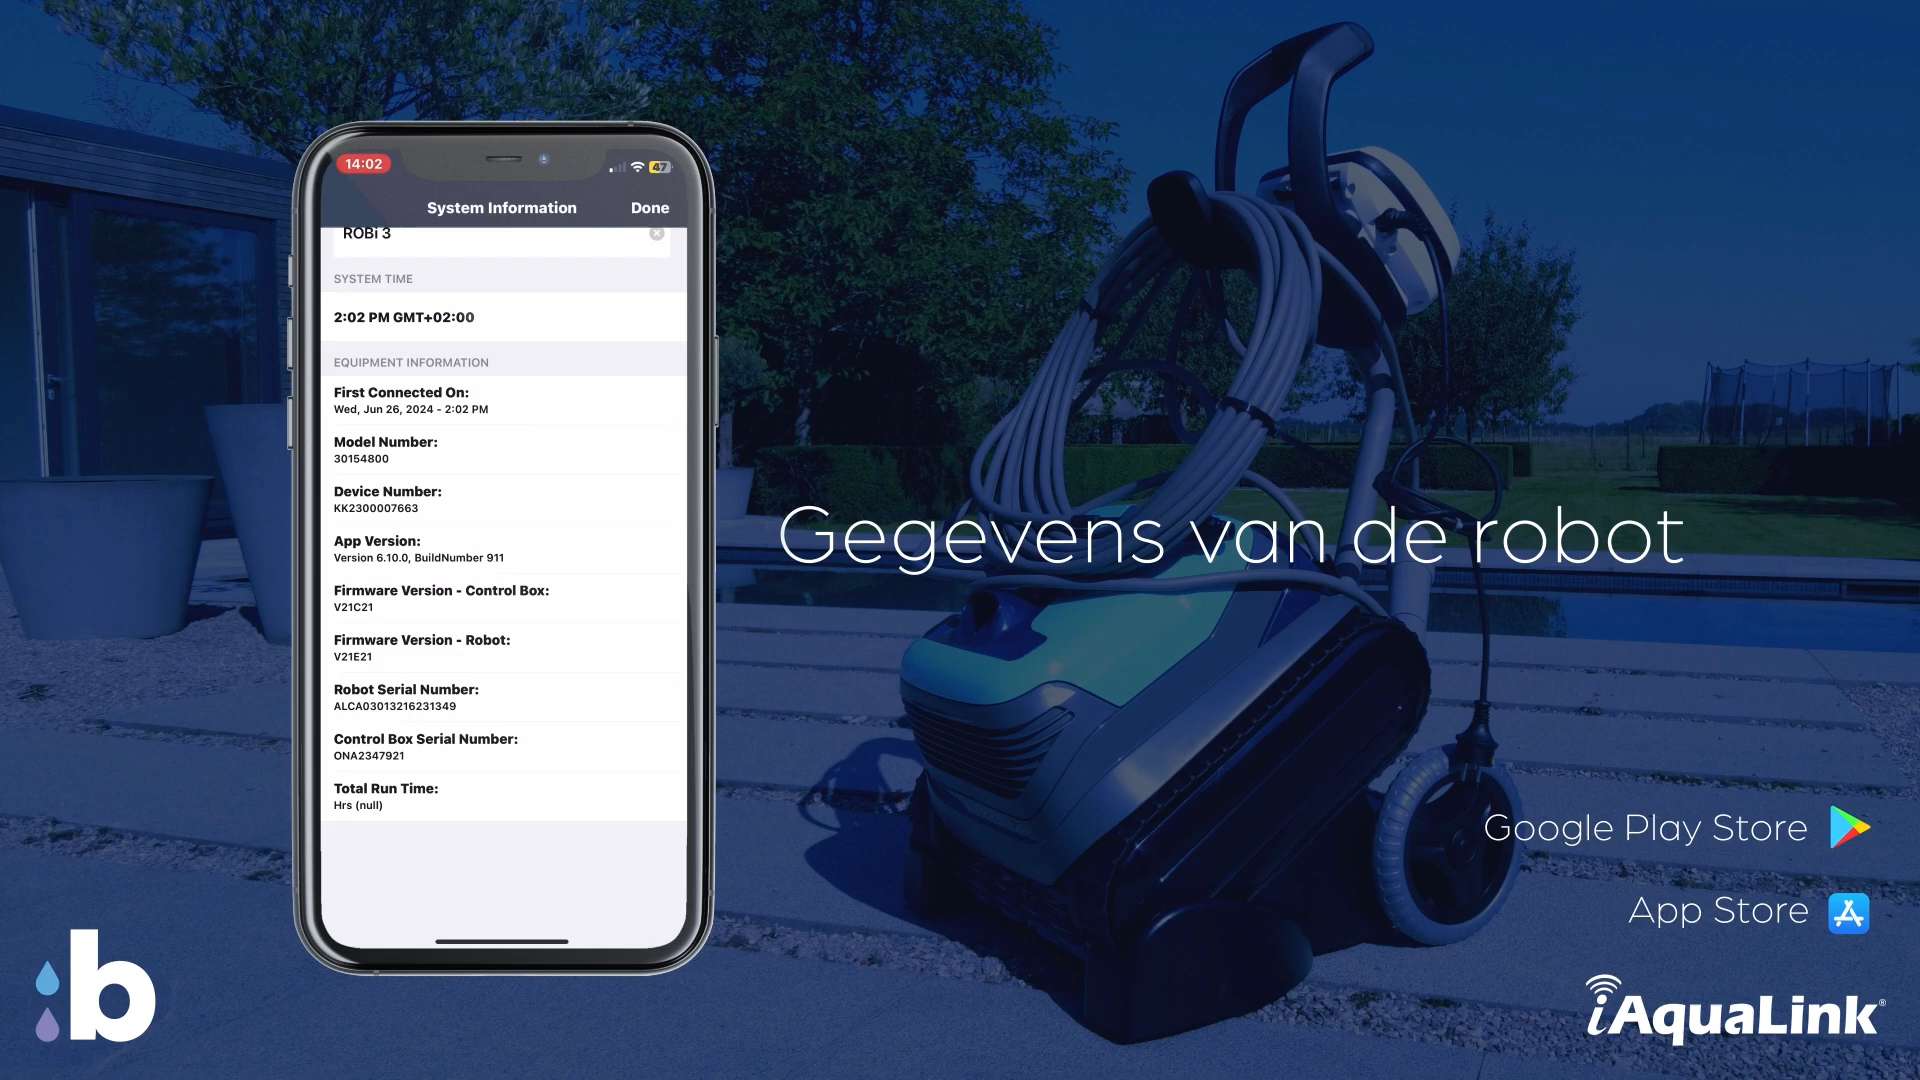 14:02
47
System Information
Done
ROBi 3
SYSTEM TIME
2:02 PM GMT+02:00
EQUIPMENT INFORMATION
First Connected On:
Wed, Jun 26, 2024 - 2:02 PM
Model Number:
30154800
Device Number:
KK2300007663
App Version:
Version 6.10.0, BuildNumber 911
Firmware Version - Control Box:
V21C21
Firmware Version - Robot:
V21E21
Robot Serial Number:
ALCA03013216231349
Control Box Serial Number:
ONA2347921
Total Run Time:
Hrs (null)
Gegevens van de robot
Google Play Store
App Store
b
iAquaLink®